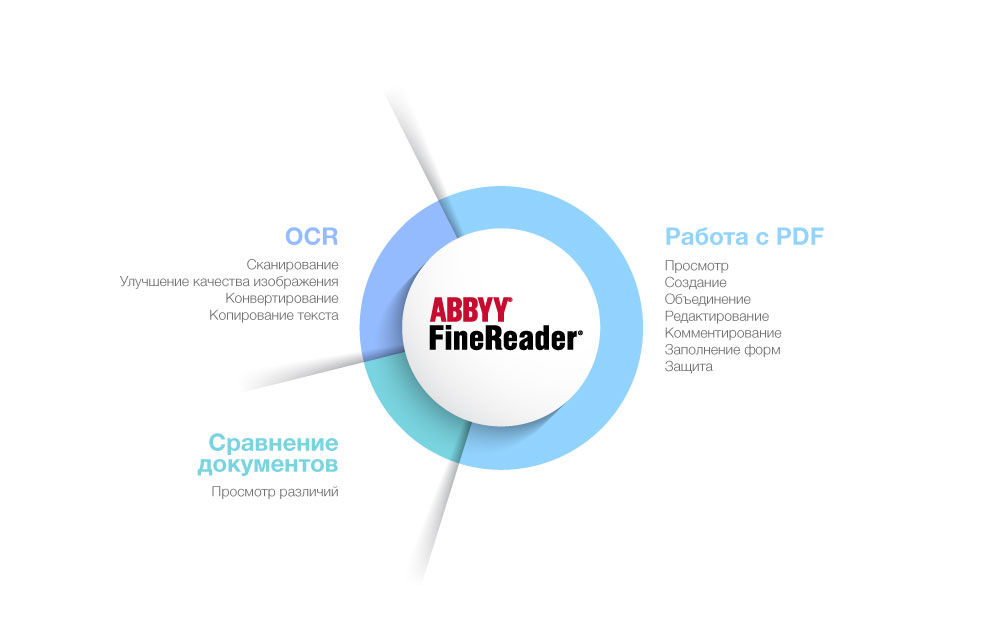 OCR
Сканирование
Улучшение качества изображения
Конвертирование
Копирование текста
Сравнение
документов
Просмотр различий
ABBYY®
FineReader®
Работа с PDF
Просмотр
Создание
Объединение
Редактирование
Комментирование
Заполнение форм
Защита